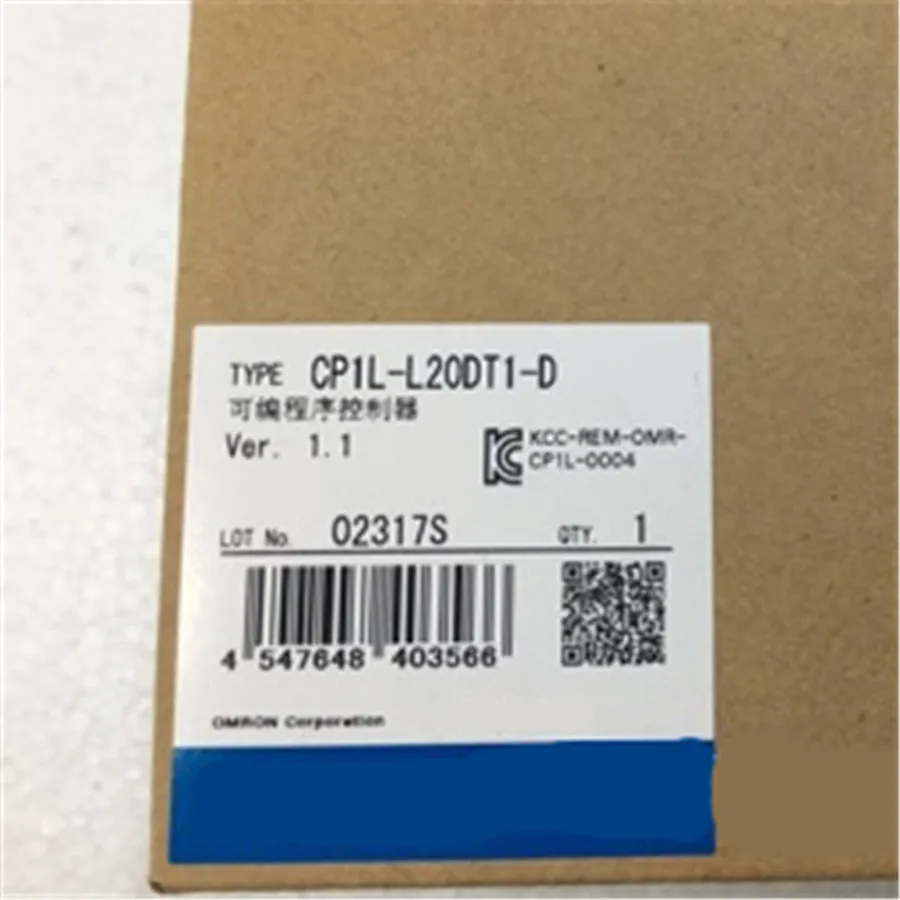 TYPE CP1L-L20DT1-D
可编程序控制器
Ver. 1.1
KCC-REM-OMR-
CP1L-0004
LOT No. 02317S QTY. 1
4 547648 403566
OMRON Corporation